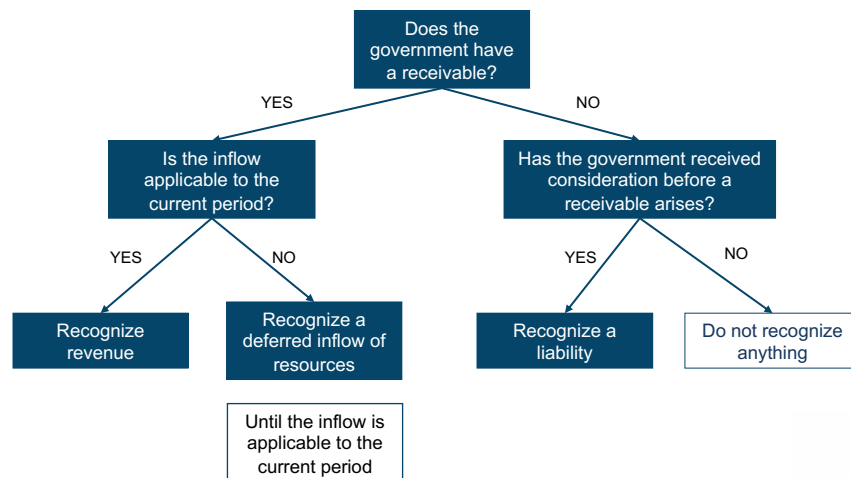 Does the
government have
a receivable?
YES
NO
Is the inflow
applicable to the
current period?
Has the government received
consideration before a
receivable arises?
YES
NO
YES
NO
Recognize
revenue
Recognize a
deferred inflow of
resources
Recognize a
liability
Do not recognize
anything
Until the inflow is
applicable to the
current period